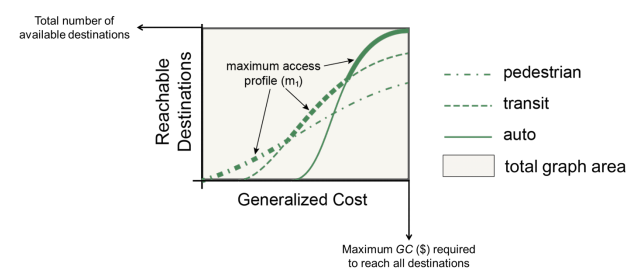 Total number of
available destinations
maximum access
profile (m₁)
Reachable
Destinations
Generalized Cost
pedestrian
transit
auto
total graph area
Maximum GC ($) required
to reach all destinations